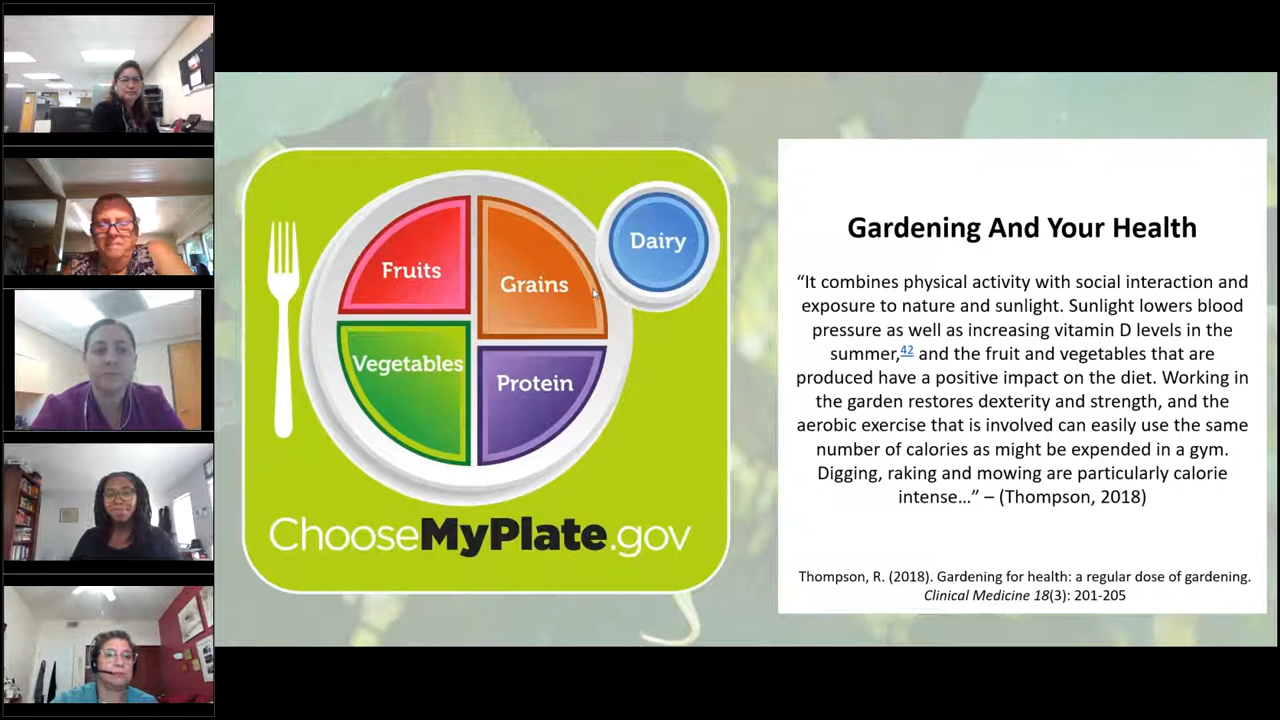 Fruits
Grains
Dairy
Vegetables
Protein
ChooseMyPlate.gov
Gardening And Your Health
“It combines physical activity with social interaction and
exposure to nature and sunlight. Sunlight lowers blood
pressure as well as increasing vitamin D levels in the
summer,42 and the fruit and vegetables that are
produced have a positive impact on the diet. Working in
the garden restores dexterity and strength, and the
aerobic exercise that is involved can easily use the same
number of calories as might be expended in a gym.
Digging, raking and mowing are particularly calorie
intense…” – (Thompson, 2018)
Thompson, R. (2018). Gardening for health: a regular dose of gardening.
Clinical Medicine 18(3): 201-205